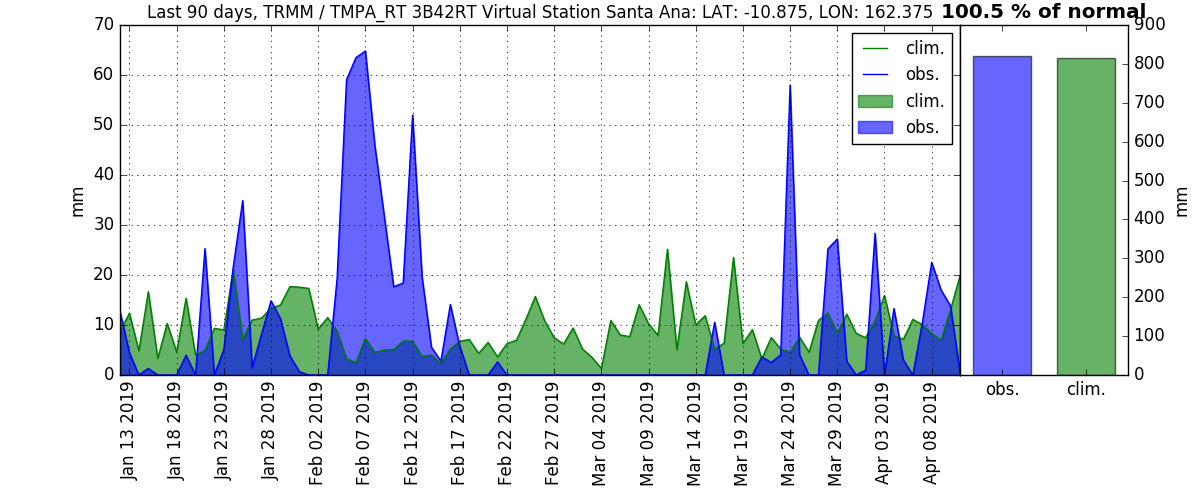 Last 90 days, TRMM / TMPA_RT 3B42RT Virtual Station Santa Ana: LAT: -10.875, LON: 162.375 100.5 % of normal
70
60
50
40
30
20
10
0
mm
clim.
obs.
clim.
obs.
Jan 13 2019
Jan 18 2019
Jan 23 2019
Jan 28 2019
Feb 02 2019
Feb 07 2019
Feb 12 2019
Feb 17 2019
Feb 22 2019
Feb 27 2019
Mar 04 2019
Mar 09 2019
Mar 14 2019
Mar 19 2019
Mar 24 2019
Mar 29 2019
Apr 03 2019
Apr 08 2019
900
800
700
600
500
400
300
200
100
0
mm
obs.
clim.